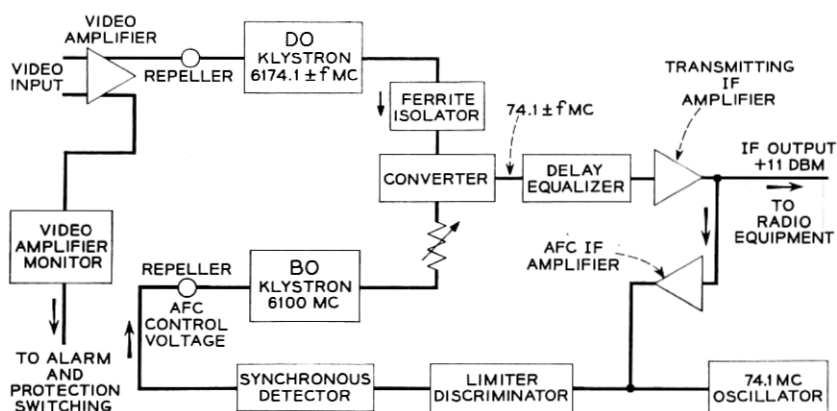 VIDEO
AMPLIFIER
VIDEO
INPUT
REPELLER
DO
KLYSTRON
6174.1 ± f MC
FERRITE
ISOLATOR
74.1 ± f MC
TRANSMITTING
IF
AMPLIFIER
CONVERTER
DELAY
EQUALIZER
IF OUTPUT
+11 DBM
TO
RADIO
EQUIPMENT
VIDEO
AMPLIFIER
MONITOR
REPELLER
AFC
CONTROL
VOLTAGE
BO
KLYSTRON
6100 MC
AFC IF
AMPLIFIER
TO ALARM
AND
PROTECTION
SWITCHING
SYNCHRONOUS
DETECTOR
LIMITER
DISCRIMINATOR
74.1 MC
OSCILLATOR